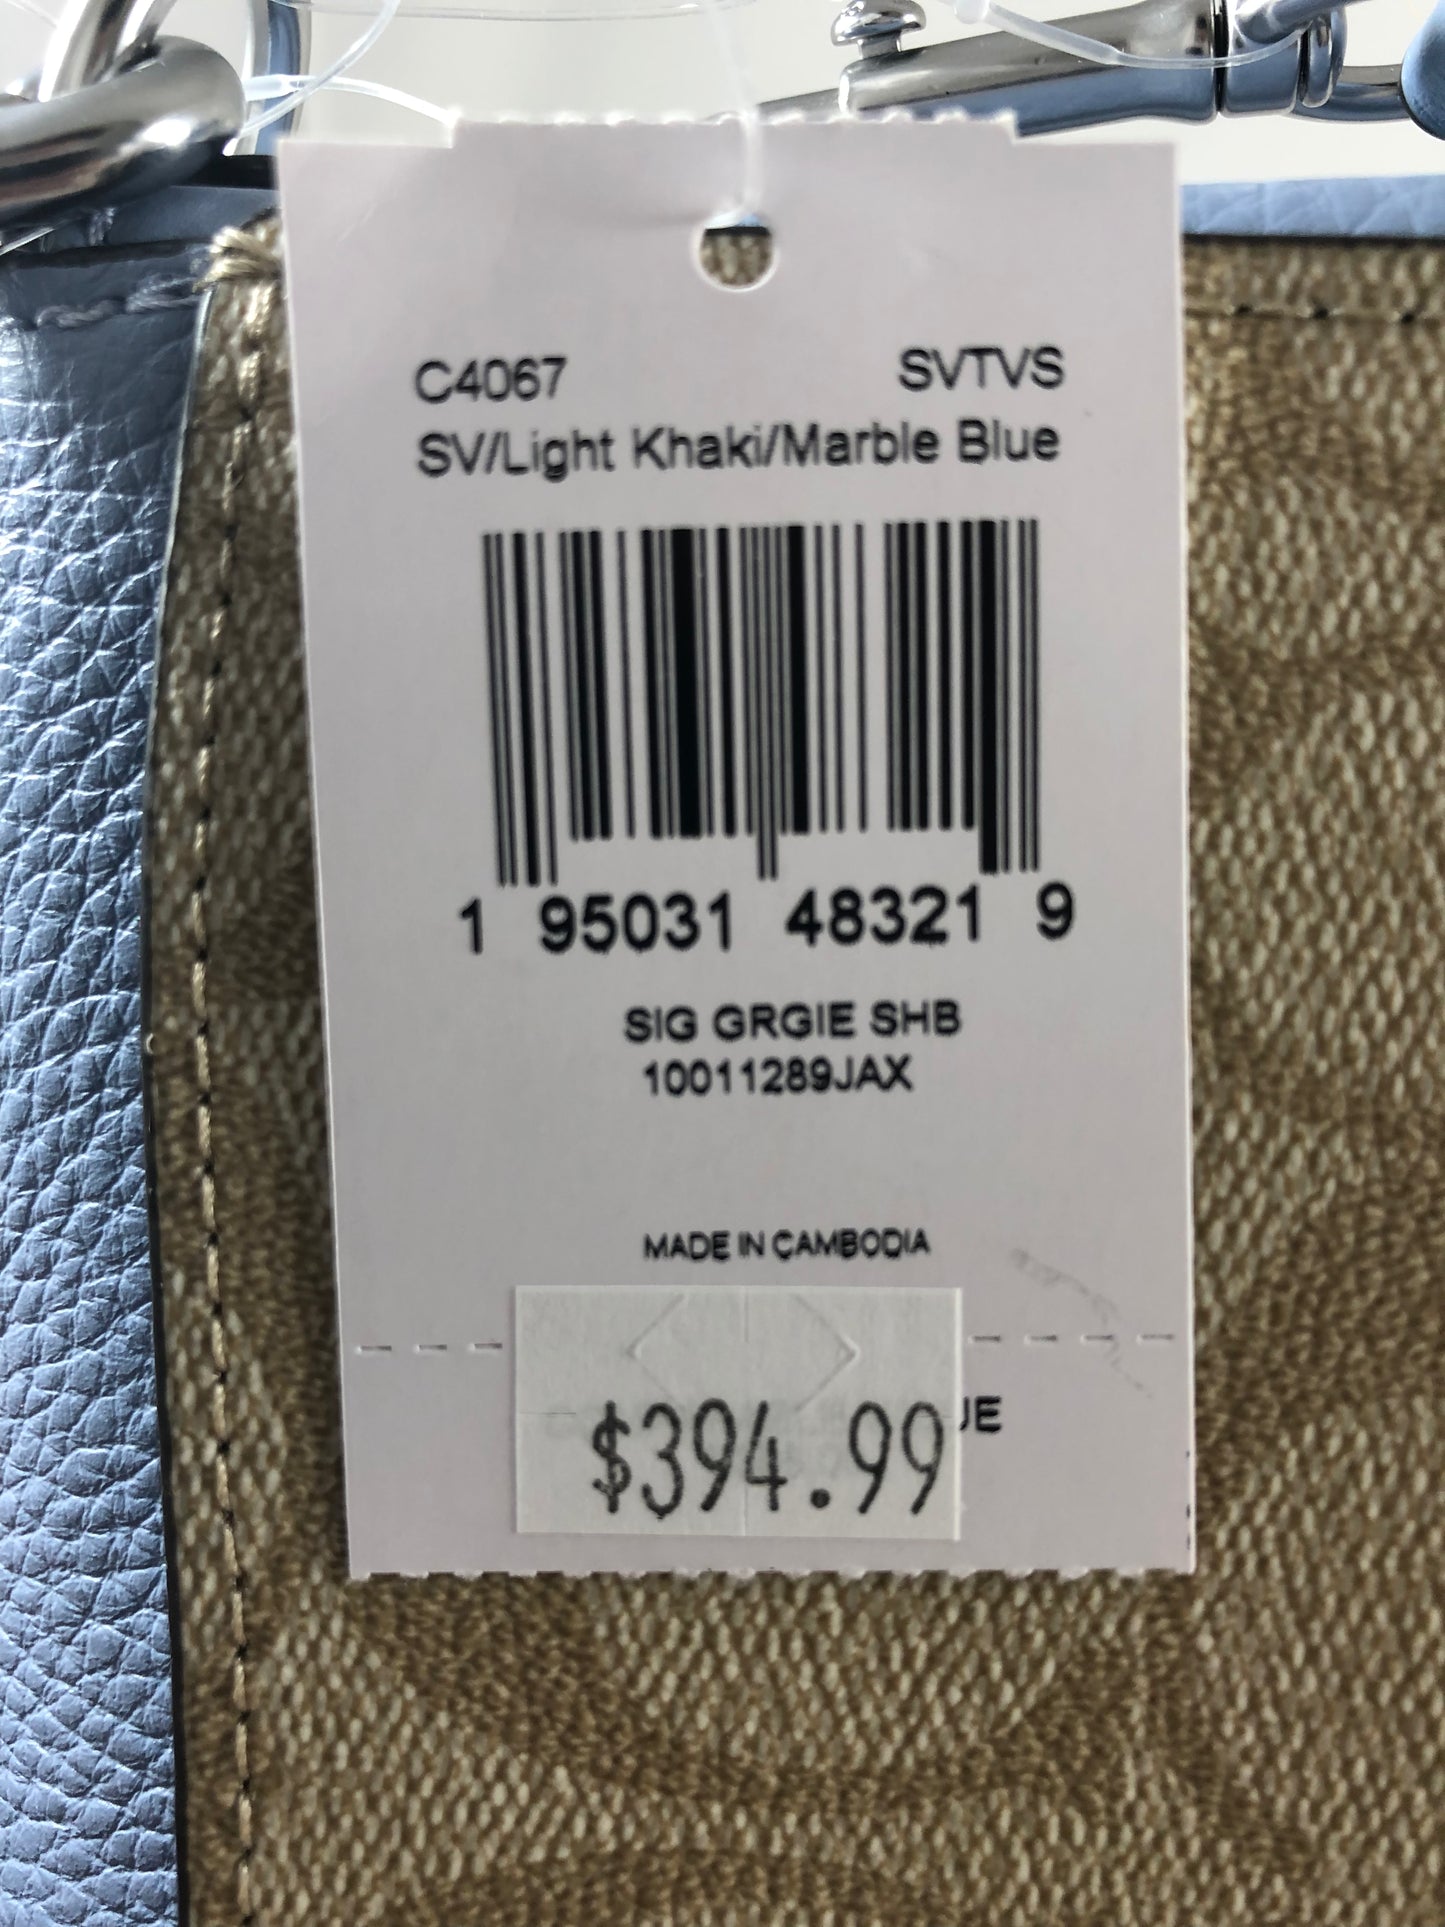 C4067 SVTVS
SV/Light Khaki/Marble Blue
1 95031 48321 9
SIG GRGIE SHB
10011289JAX
MADE IN CAMBODIA
$394.99